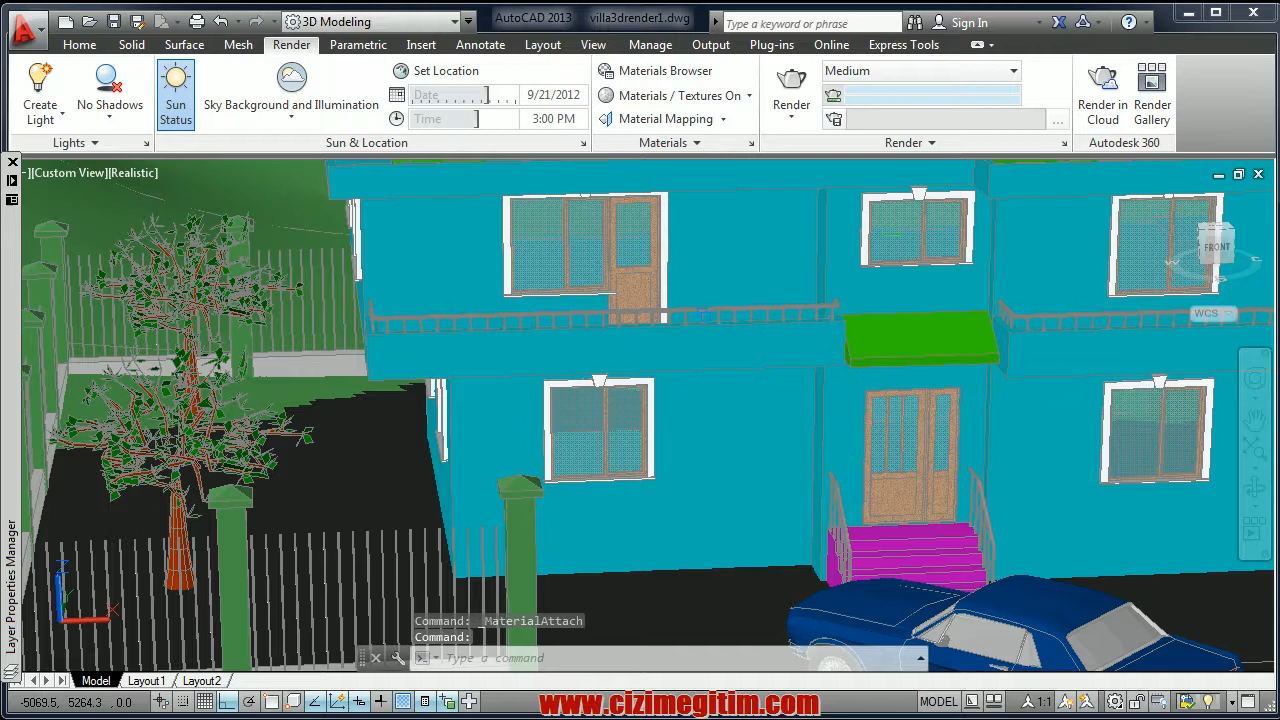 3D Modeling
AutoCAD 2013
villa3drender1.dwg
Type a keyword or phrase
Sign In
Home
Solid
Surface
Mesh
Render
Parametric
Insert
Annotate
Layout
View
Manage
Output
Plug-ins
Online
Express Tools
Create
Light
No Shadows
Sun
Status
Sky Background and Illumination
Set Location
Date
9/21/2012
Time
3:00 PM
Materials Browser
Materials / Textures On
Material Mapping
Render
Medium
...
Render in
Cloud
Render
Gallery
Lights
Sun & Location
Materials
Render
Autodesk 360
-][Custom View][Realistic]
FRONT
W
S
WCS
Layer Properties Manager
Z
X
Command: _MaterialAttach
Command:
Type a command
Model
Layout1
Layout2
-5069.5, 5264.3 , 0.0
MODEL
1:1
www.cizimegitim.com